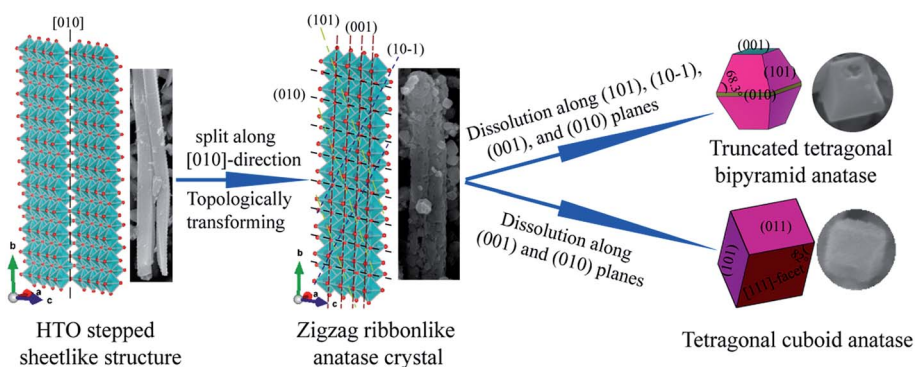 [010]
b
a
c
HTO stepped
sheetlike structure
split along
[010]-direction
Topologically
transforming
(101)
(001)
(10-1)
(010)
b
a
c
Zigzag ribbonlike
anatase crystal
Dissolution along (101), (10-1),
(001), and (010) planes
Dissolution along
(001) and (010) planes
(001)
(101)
68.3°
(010)
Truncated tetragonal
bipyramid anatase
(011)
(101)
[111]-facet
Tetragonal cuboid anatase